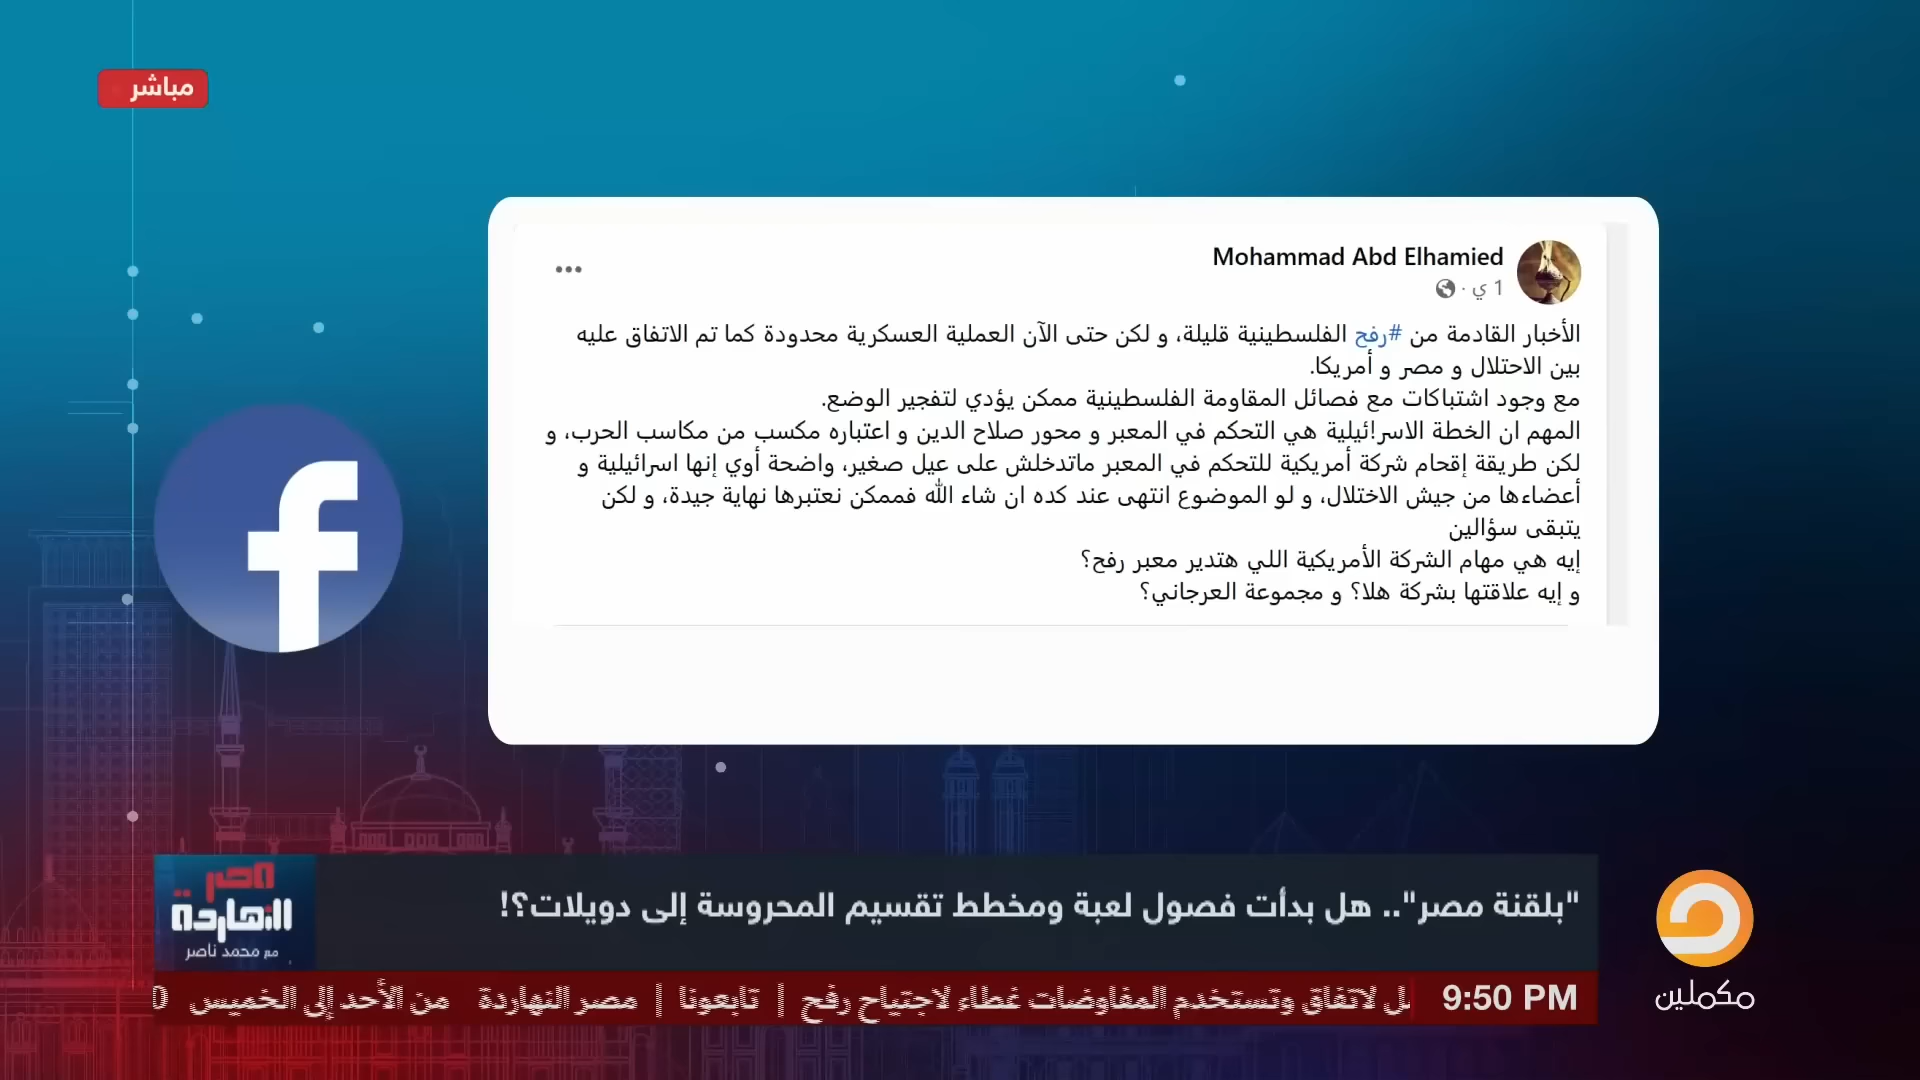 مباشر
Mohammad Abd Elhamied
1 ي ·
الأخبار القادمة من #رفح الفلسطينية قليلة، و لكن حتى الآن العملية العسكرية محدودة كما تم الاتفاق عليه
بين الاحتلال و مصر و أمريكا.
مع وجود اشتباكات مع فصائل المقاومة الفلسطينية ممكن يؤدي لتفجير الوضع.
المهم ان الخطة الاسر!ئيلية هي التحكم في المعبر و محور صلاح الدين و اعتباره مكسب من مكاسب الحرب، و
لكن طريقة إقحام شركة أمريكية للتحكم في المعبر ماتدخلش على عيل صغير، واضحة أوي إنها اسرائيلية و
أعضاءها من جيش الاختلال، و لو الموضوع انتهى عند كده ان شاء الله فممكن نعتبرها نهاية جيدة، و لكن
يتبقى سؤالين
إيه هي مهام الشركة الأمريكية اللي هتدير معبر رفح؟
و إيه علاقتها بشركة هلا؟ و مجموعة العرجاني؟
"بلقنة مصر".. هل بدأت فصول لعبة ومخطط تقسيم المحروسة إلى دويلات؟!
مصر
النهاردة
مع محمد ناصر
9:50 PM
لاتفاق وتستخدم المفاوضات غطاء لاجتياح رفح | تابعونا | مصر النهاردة من الأحد إلى الخميس
مكملين